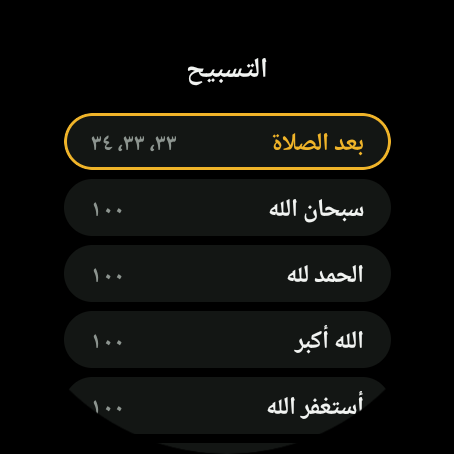 التسبيح
بعد الصلاة ٣٣، ٣٣، ٣٤
سبحان الله ١٠٠
الحمد لله ١٠٠
الله أكبر ١٠٠
أستغفر الله ١٠٠